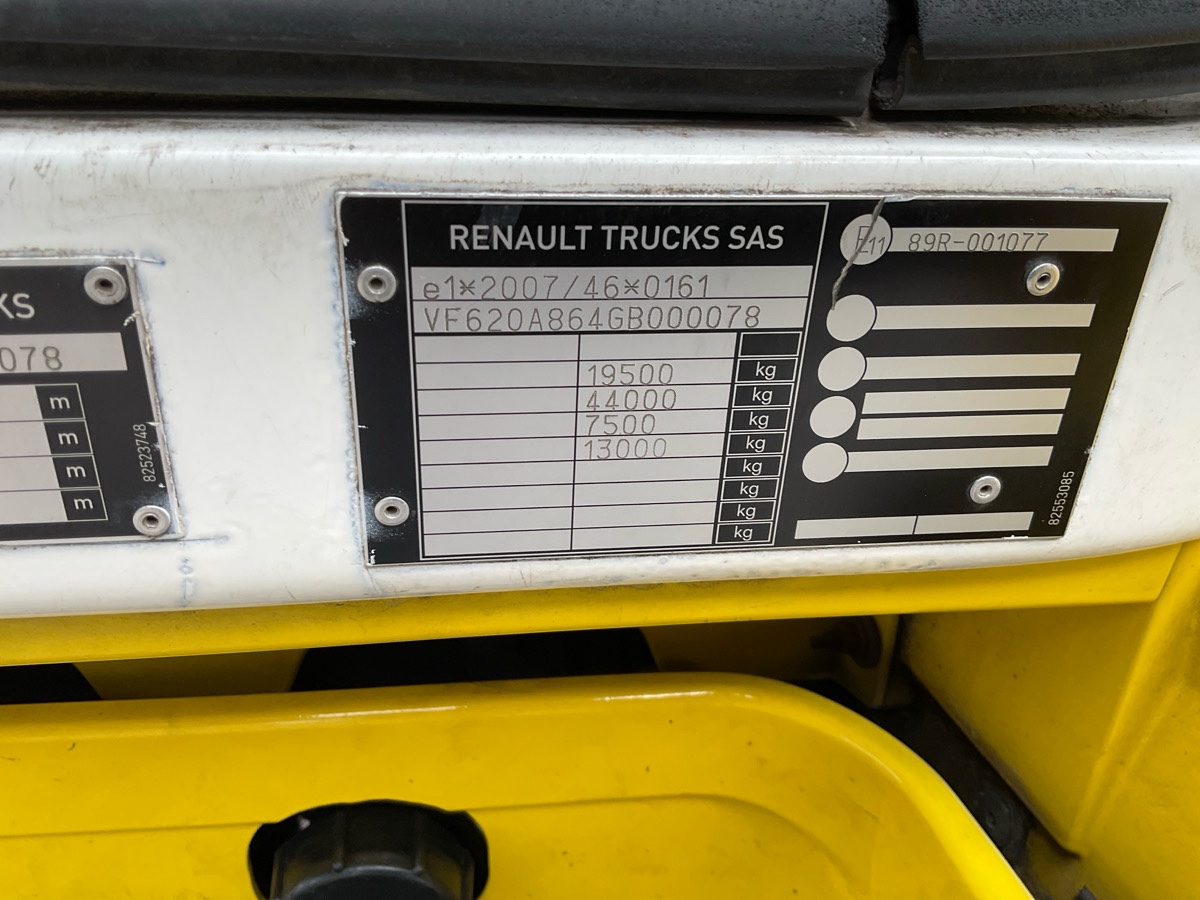 KS
078
m
m
m
m
82523748
RENAULT TRUCKS SAS
e1*2007/46*0161
VF620A864GB000078
19500 kg
44000 kg
7500 kg
13000 kg
kg
kg
kg
kg
E11 89R-001077
82553085